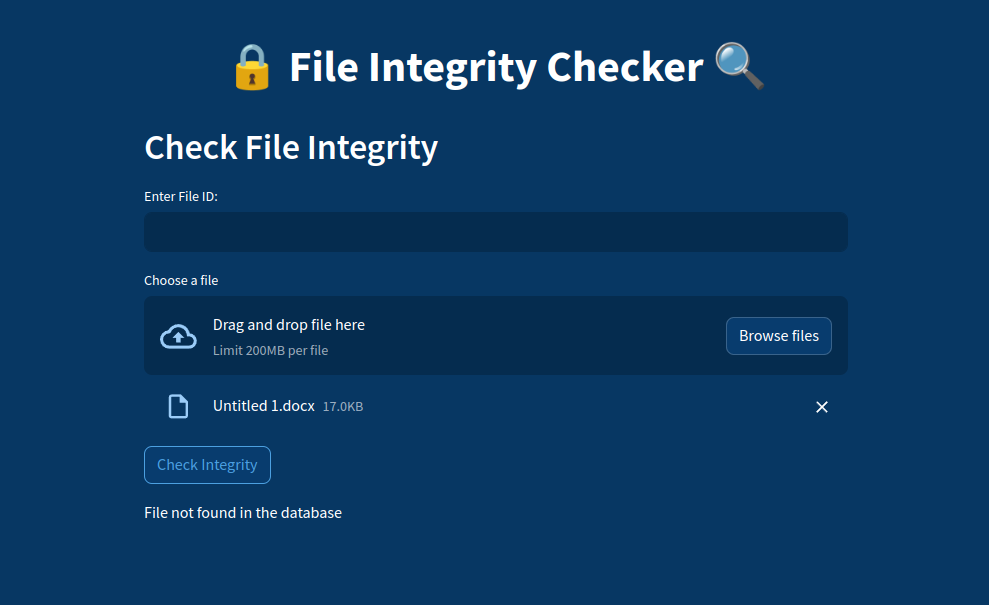 File Integrity Checker
Check File Integrity
Enter File ID:
Choose a file
Drag and drop file here
Limit 200MB per file
Browse files
Untitled 1.docx 17.0KB
Check Integrity
File not found in the database